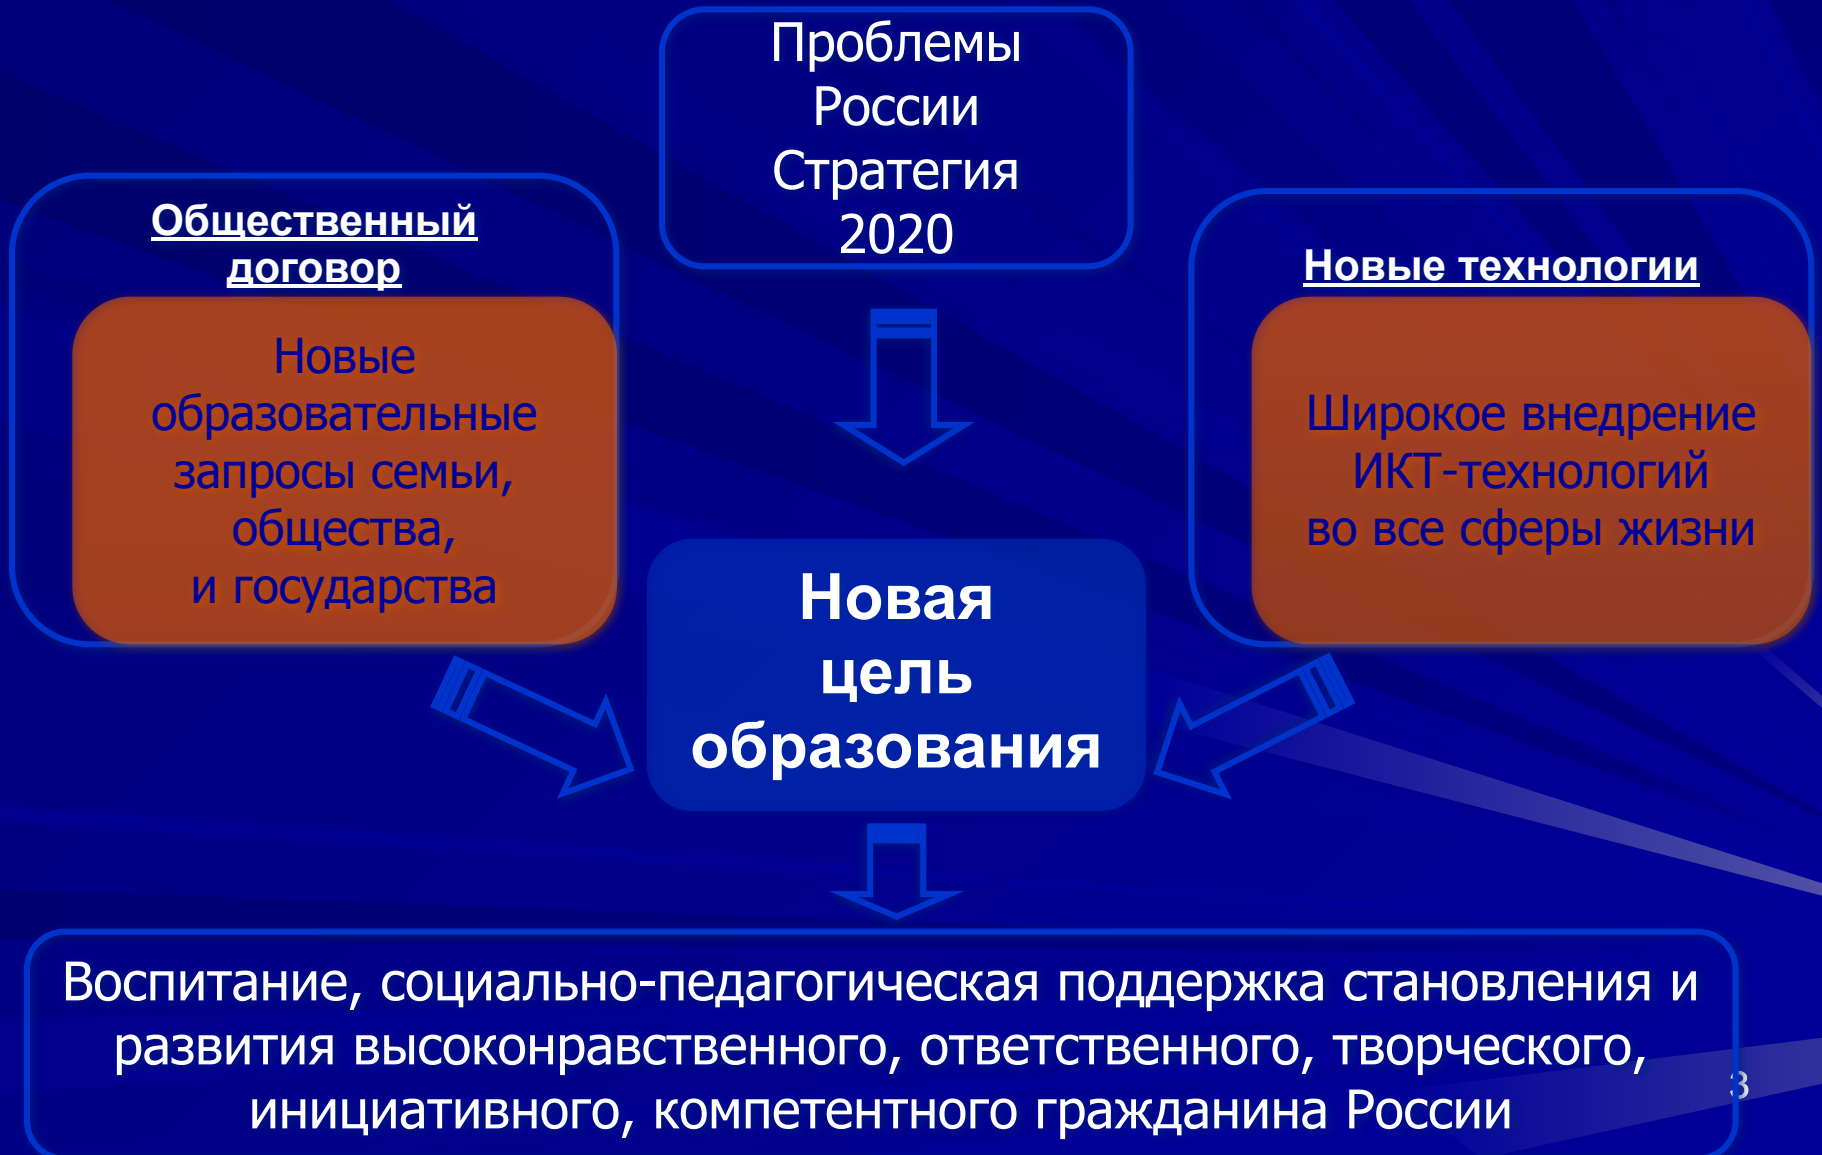 Проблемы
России
Стратегия
2020
Общественный
договор
Новые
образовательные
запросы семьи,
общества,
и государства
Новые технологии
Широкое внедрение
ИКТ-технологий
во все сферы жизни
Новая
цель
образования
Воспитание, социально-педагогическая поддержка становления и
развития высоконравственного, ответственного, творческого,
инициативного, компетентного гражданина России
3